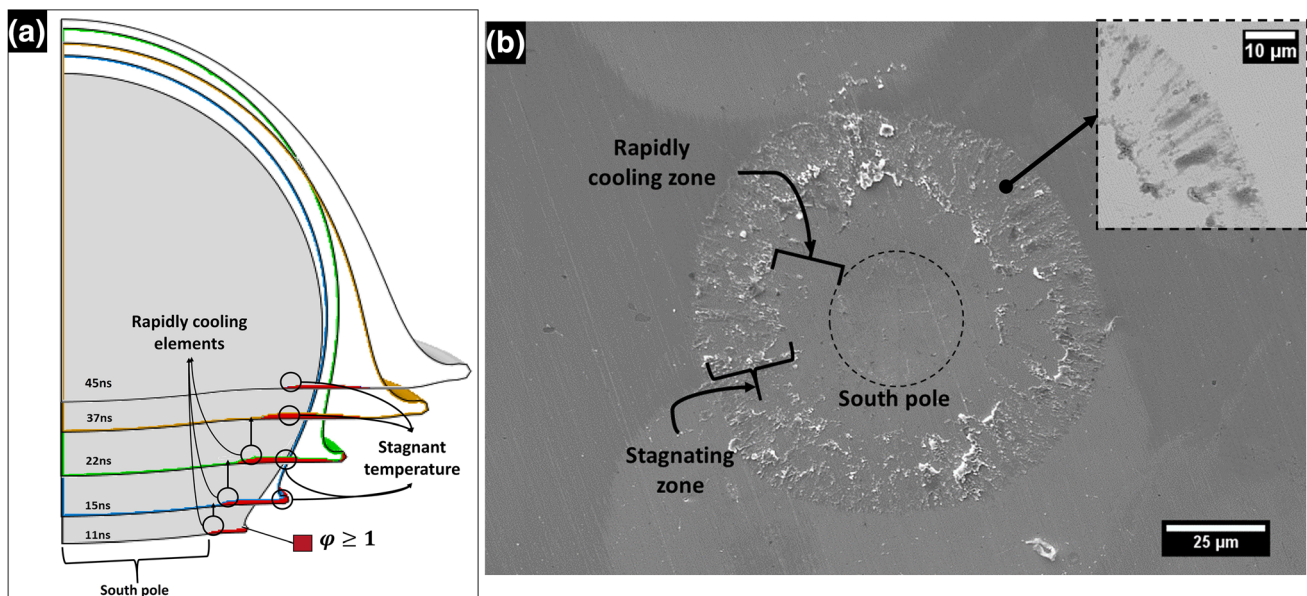 (a)
Rapidly cooling
elements
45ns
37ns
22ns
15ns
11ns
Stagnant
temperature
φ ≥ 1
South pole
(b)
10 µm
Rapidly
cooling zone
South pole
Stagnating
zone
25 µm